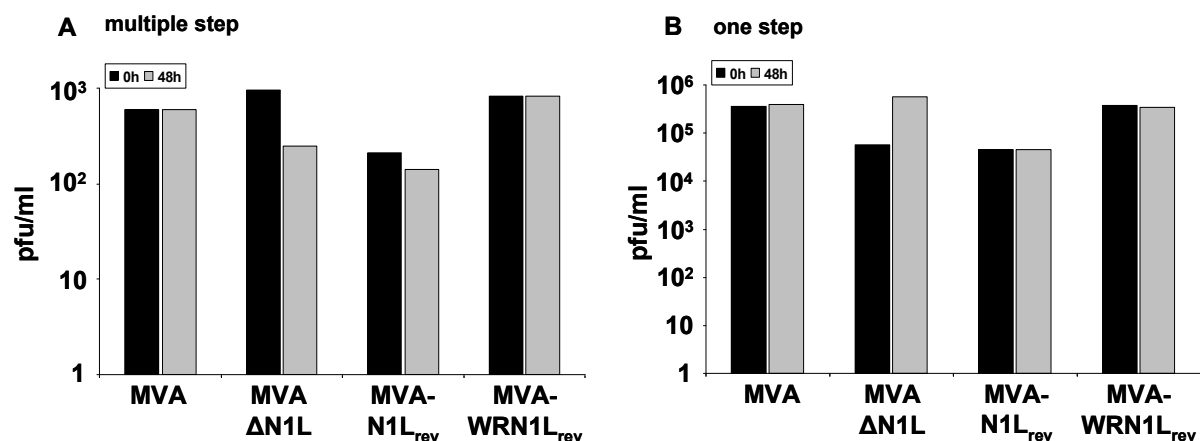 A multiple step
0h 48h
pfu/ml
10³
10²
10
1
MVA
MVA
ΔN1L
MVA-
N1Lrev
MVA-
WRN1Lrev
B one step
0h 48h
pfu/ml
10⁶
10⁵
10⁴
10³
10²
10
1
MVA
MVA
ΔN1L
MVA-
N1Lrev
MVA-
WRN1Lrev